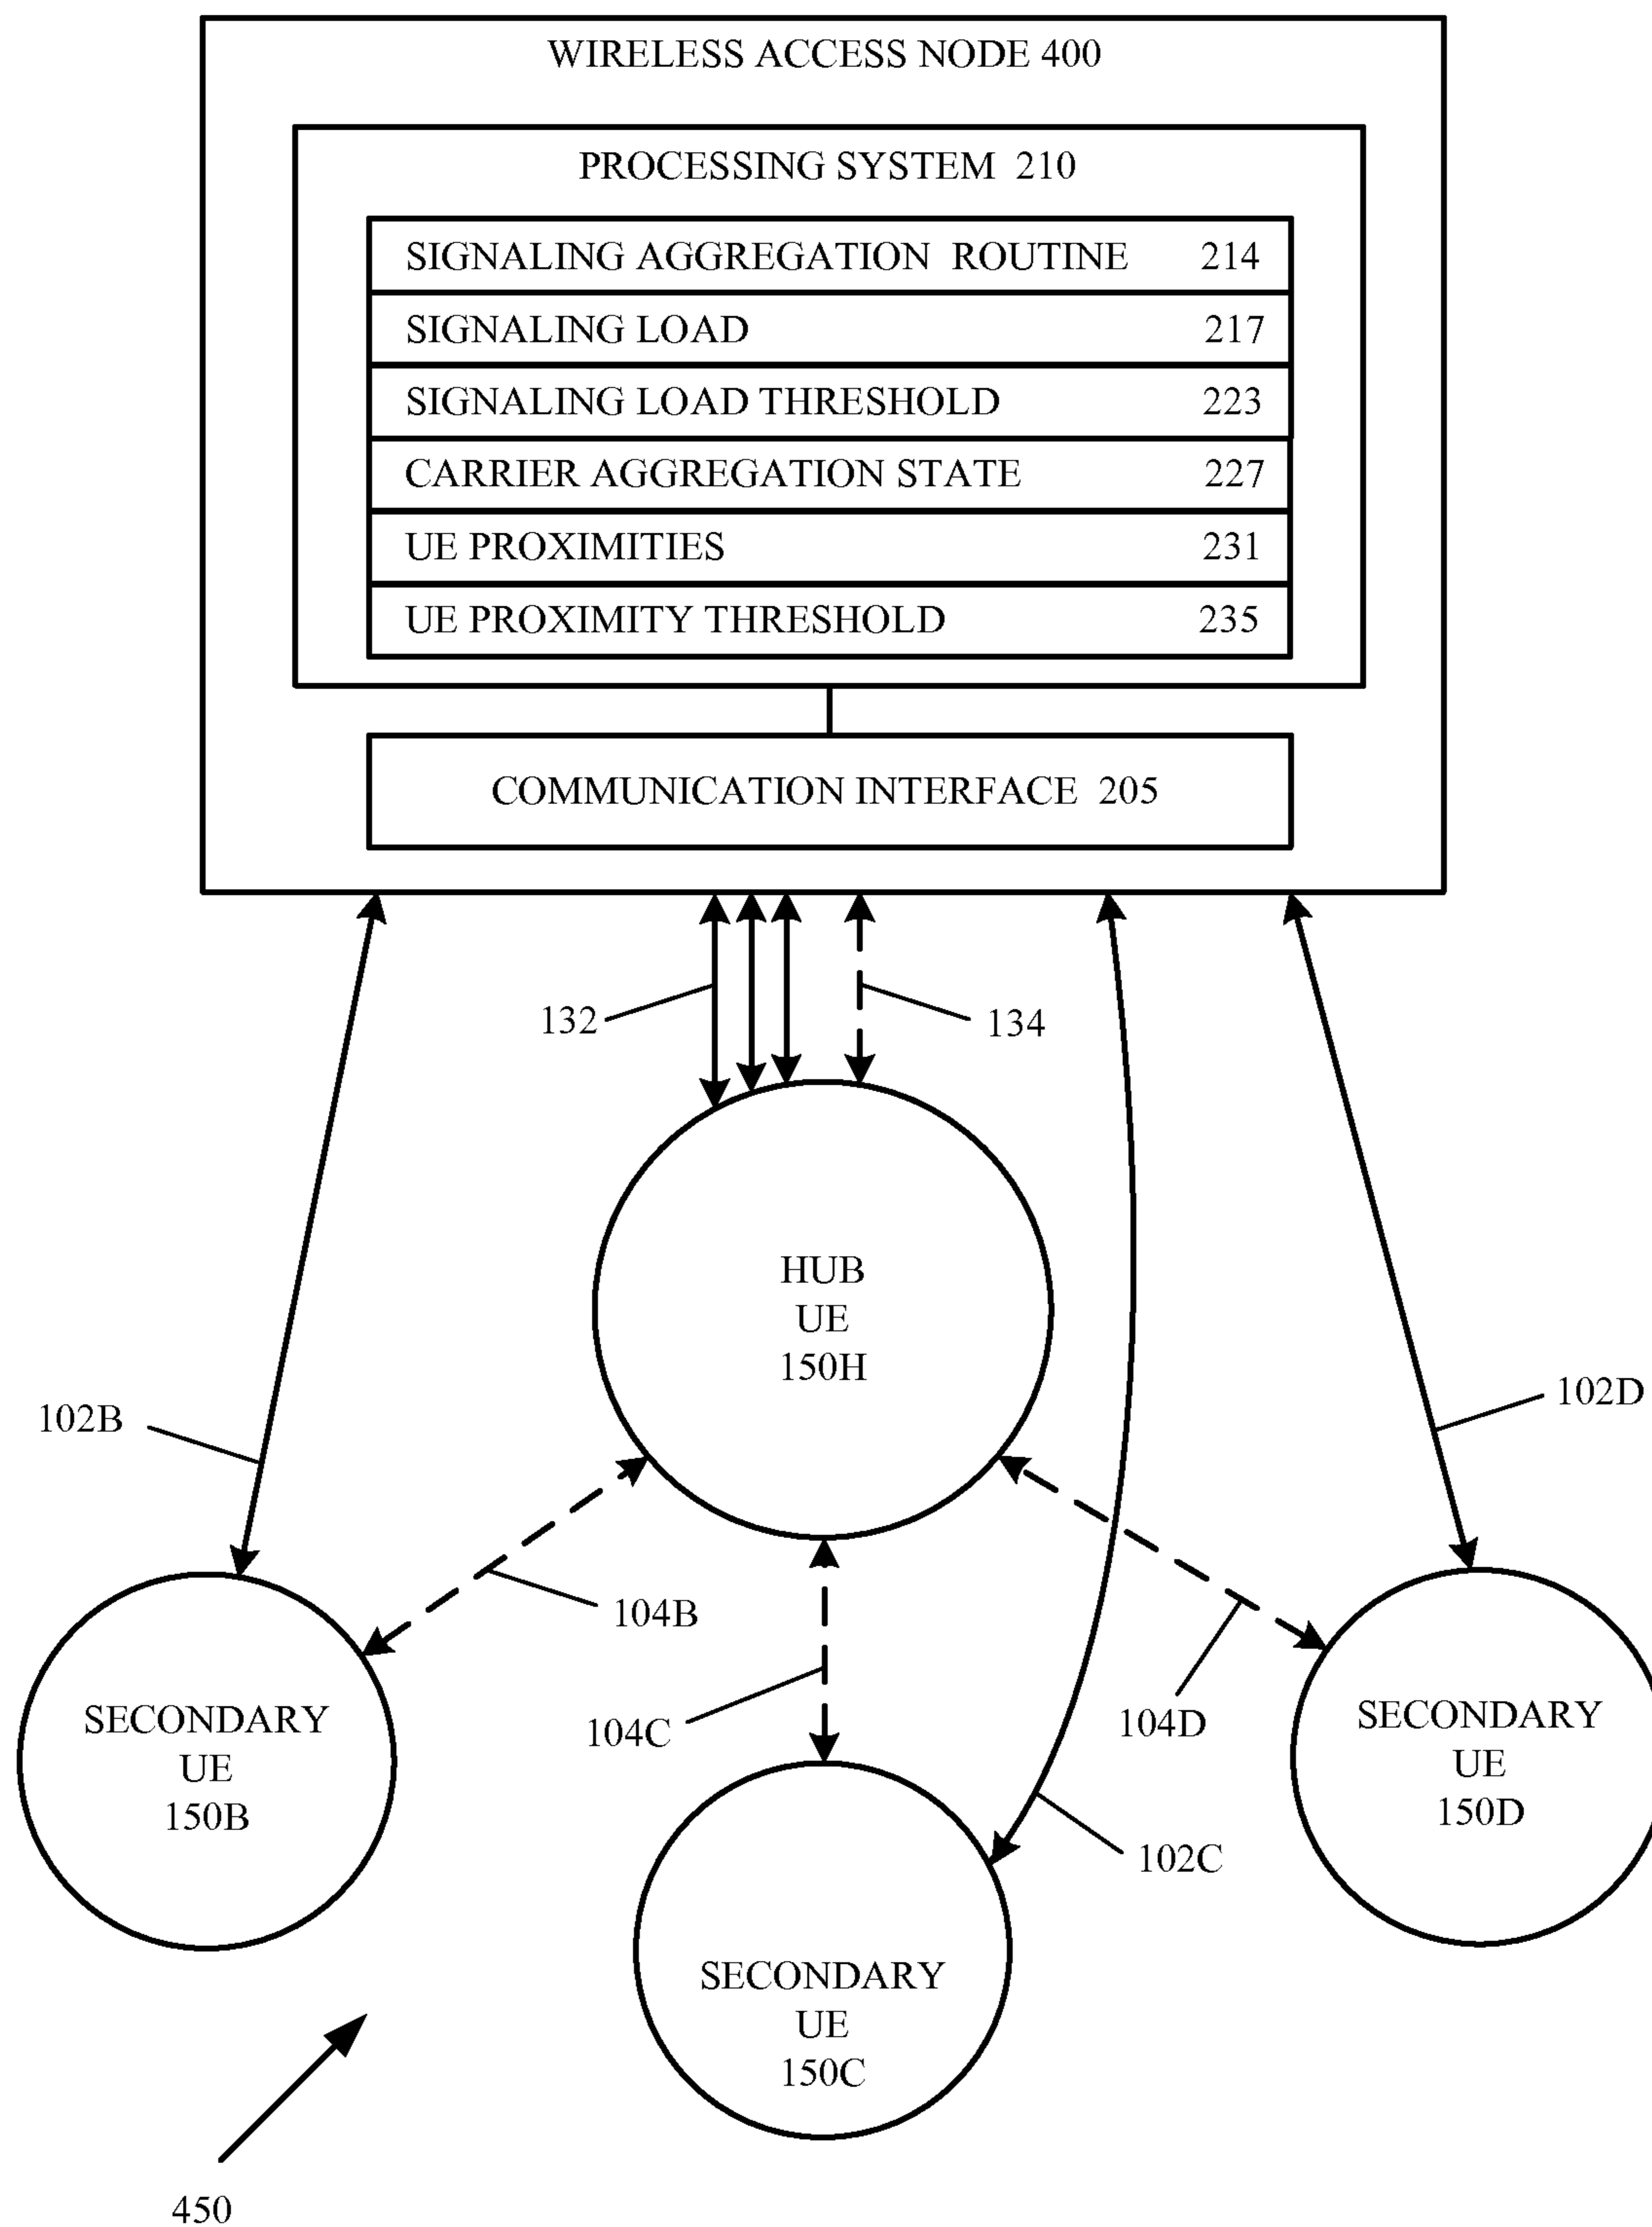 WIRELESS ACCESS NODE 400
PROCESSING SYSTEM 210
SIGNALING AGGREGATION ROUTINE 214
SIGNALING LOAD 217
SIGNALING LOAD THRESHOLD 223
CARRIER AGGREGATION STATE 227
UE PROXIMITIES 231
UE PROXIMITY THRESHOLD 235
COMMUNICATION INTERFACE 205
132
134
HUB
UE
150H
102B
102D
104B
104C
104D
SECONDARY
UE
150B
SECONDARY
UE
150D
102C
SECONDARY
UE
150C
450